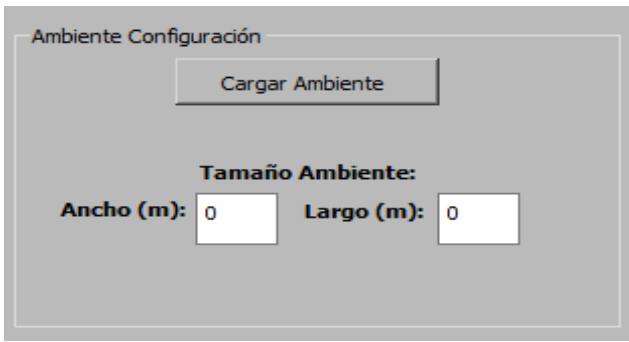 Ambiente Configuración
Cargar Ambiente
Tamaño Ambiente:
Ancho (m): 0 Largo (m): 0